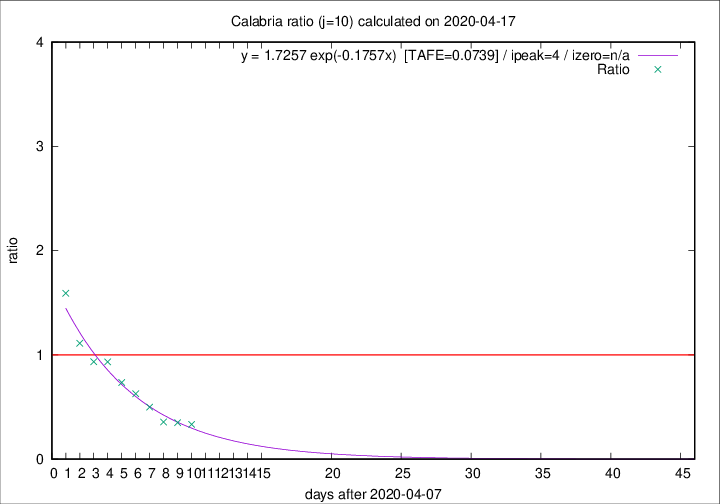 Calabria ratio (j=10) calculated on 2020-04-17
y = 1.7257 exp(-0.1757x)  [TAFE=0.0739] / ipeak=4 / izero=n/a
Ratio
4
3
2
1
0
ratio
0 1 2 3 4 5 6 7 8 9 10 11 12 13 14 15 20 25 30 35 40 45
days after 2020-04-07